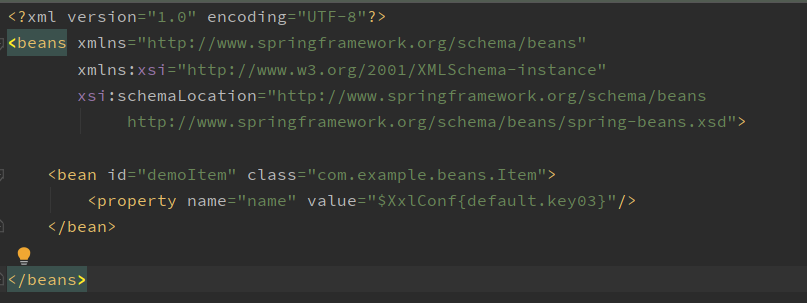 <?xml version="1.0" encoding="UTF-8"?>
<beans xmlns="http://www.springframework.org/schema/beans"
xmlns:xsi="http://www.w3.org/2001/XMLSchema-instance"
xsi:schemaLocation="http://www.springframework.org/schema/beans
http://www.springframework.org/schema/beans/spring-beans.xsd">
<bean id="demoItem" class="com.example.beans.Item">
<property name="name" value="$XxlConf{default.key03}"/>
</bean>
</beans>